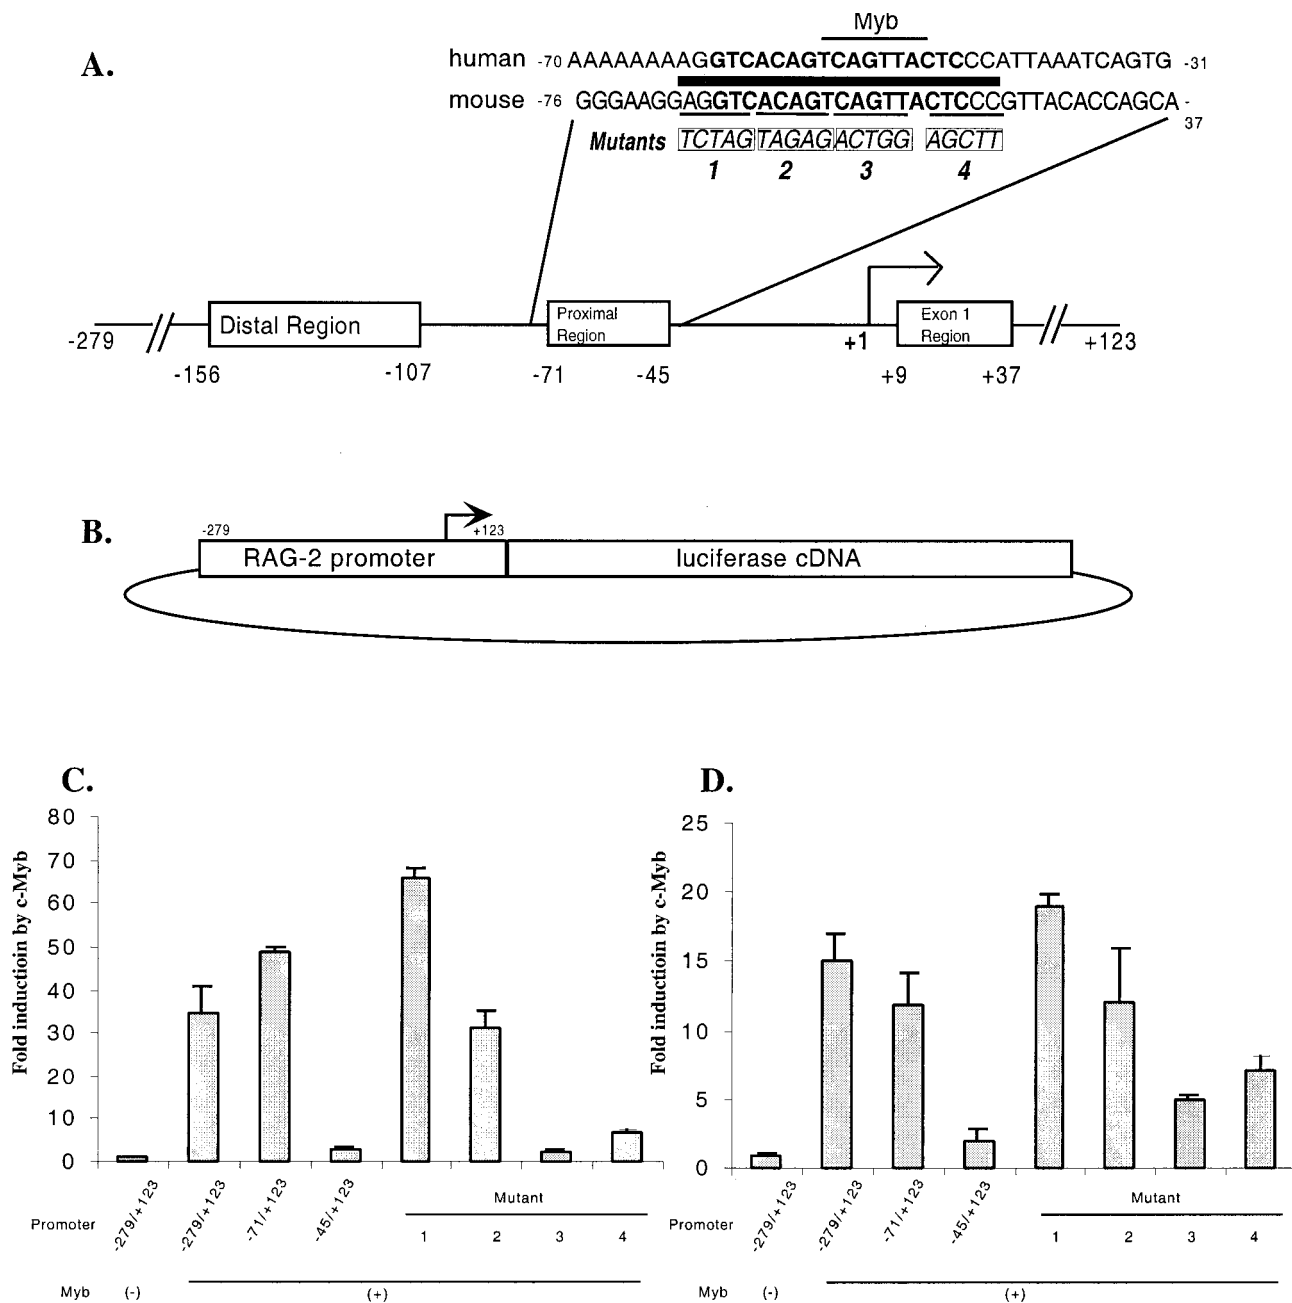 A.
Myb
human -70 AAAAAAAAAGGTCACAGTCAGTTACTCCCATTAAATCAGTG -31
mouse -76 GGGAAGGAGGTCACAGTCAGTTACTCCCGTTACACCAGCA -37
Mutants TCTAG TAGAG ACTGG AGCTT
1 2 3 4
Distal Region
Proximal Region
Exon 1 Region
-279 +1 +123
-156 -107 -71 -45 +9 +37
B.
-279 +123
RAG-2 promoter luciferase cDNA
C.
Fold inductioin by c-Myb
80
70
60
50
40
30
20
10
0
Promoter -279/+123 -279/+123 -71/+123 -45/+123
Mutant
1 2 3 4
Myb (-) (+)
D.
Fold inductioin by c-Myb
25
20
15
10
5
0
Promoter -279/+123 -279/+123 -71/+123 -45/+123
Mutant
1 2 3 4
Myb (-) (+)